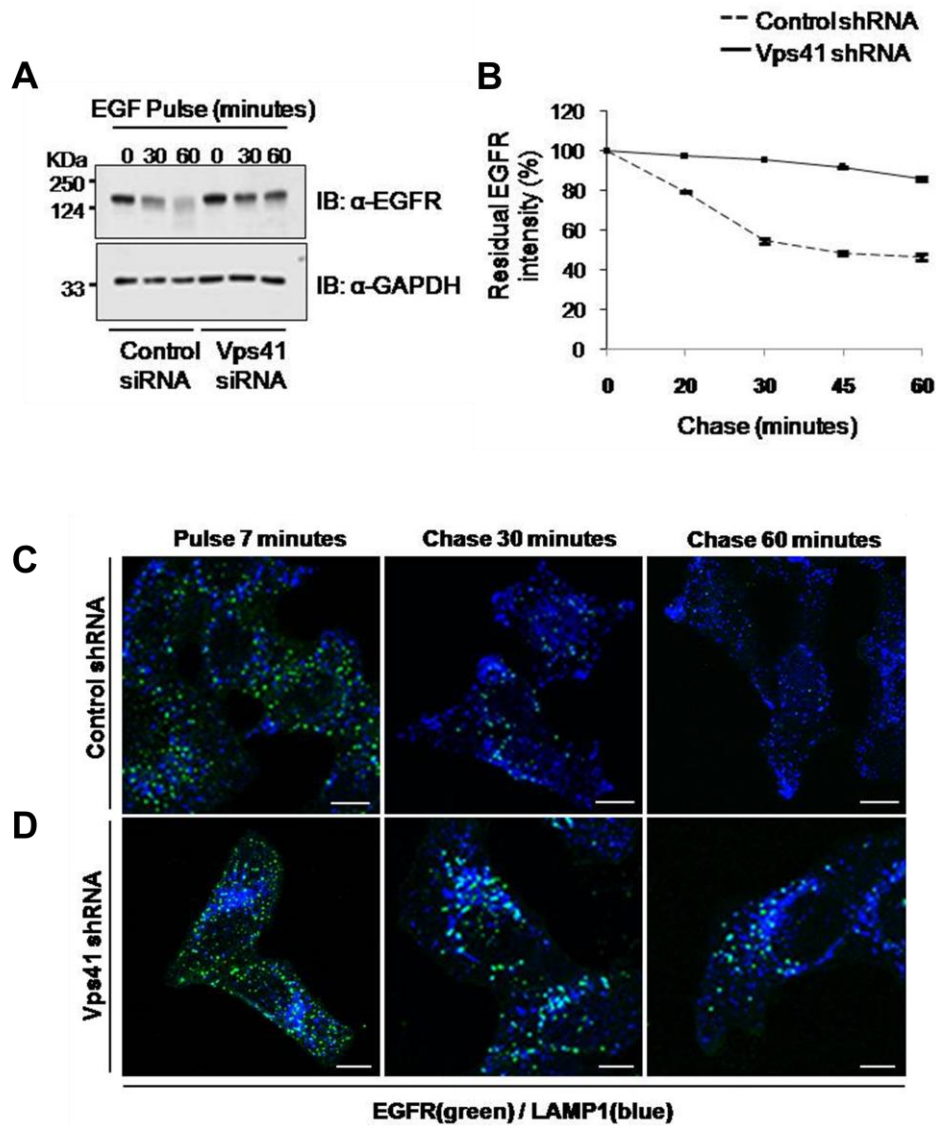 A
EGF Pulse (minutes)
KDa 0 30 60 0 30 60
250
124
IB: α-EGFR
33
IB: α-GAPDH
Control siRNA
Vps41 siRNA
B
Control shRNA
Vps41 shRNA
Residual EGFR intensity (%)
120
100
80
60
40
20
0
0 20 30 45 60
Chase (minutes)
Pulse 7 minutes Chase 30 minutes Chase 60 minutes
C
Control shRNA
D
Vps41 shRNA
EGFR(green) / LAMP1(blue)